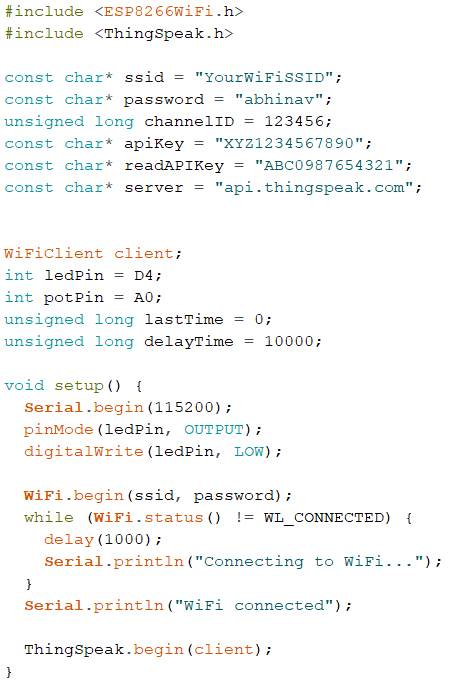 #include <ESP8266WiFi.h>
#include <ThingSpeak.h>

const char* ssid = "YourWiFiSSID";
const char* password = "abhinav";
unsigned long channelID = 123456;
const char* apiKey = "XYZ1234567890";
const char* readAPIKey = "ABC0987654321";
const char* server = "api.thingspeak.com";


WiFiClient client;
int ledPin = D4;
int potPin = A0;
unsigned long lastTime = 0;
unsigned long delayTime = 10000;

void setup() {
  Serial.begin(115200);
  pinMode(ledPin, OUTPUT);
  digitalWrite(ledPin, LOW);

  WiFi.begin(ssid, password);
  while (WiFi.status() != WL_CONNECTED) {
    delay(1000);
    Serial.println("Connecting to WiFi...");
  }
  Serial.println("WiFi connected");

  ThingSpeak.begin(client);
}